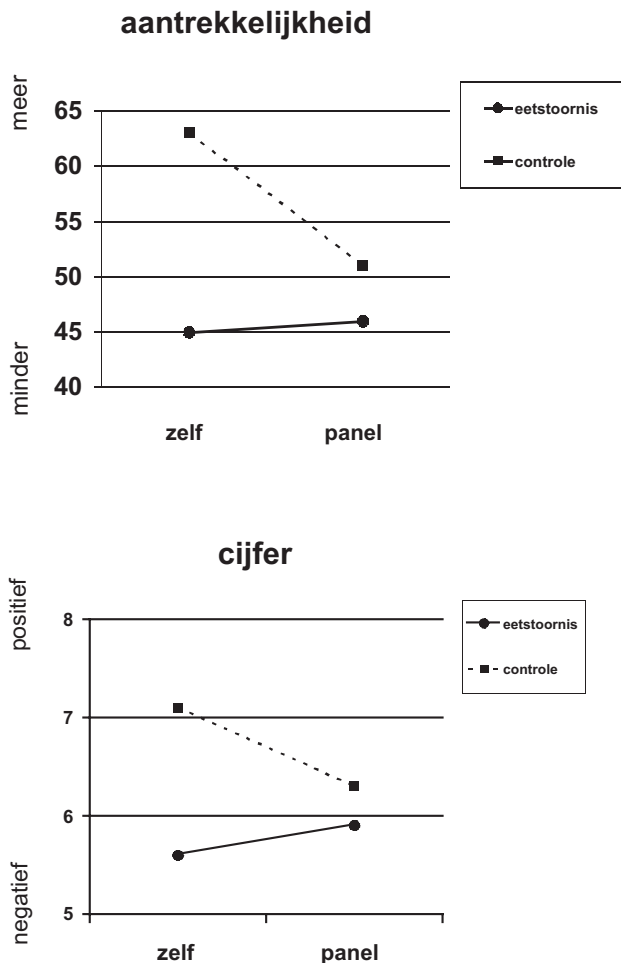 aantrekkelijkheid
meer
minder
65
60
55
50
45
40
zelf
panel
eetstoornis
controle
cijfer
positief
negatief
8
7
6
5
zelf
panel
eetstoornis
controle